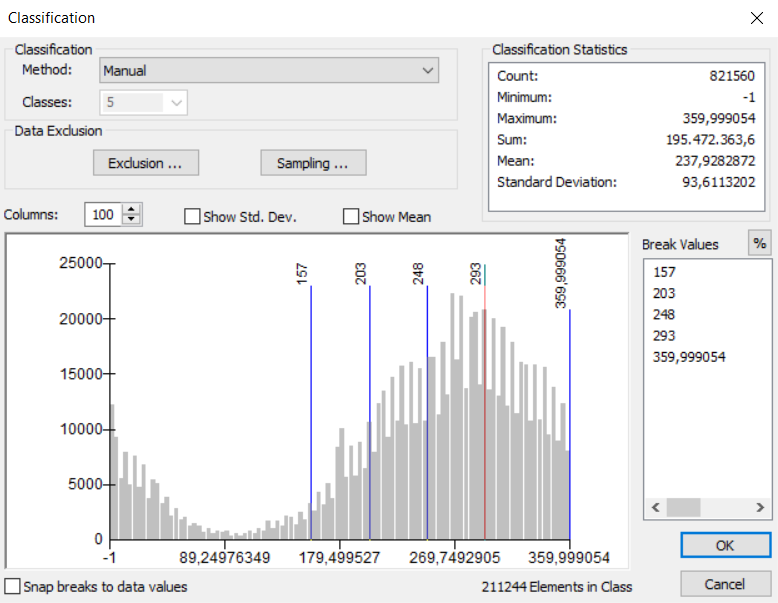 Classification
Classification
Method: Manual
Classes: 5
Data Exclusion
Exclusion ...
Sampling ...
Classification Statistics
Count: 821560
Minimum: -1
Maximum: 359,999054
Sum: 195.472.363,6
Mean: 237,9282872
Standard Deviation: 93,6113202
Columns: 100
Show Std. Dev.
Show Mean
Break Values
%
157
203
248
293
359,999054
25000
20000
15000
10000
5000
0
157
203
248
293
359,999054
-1
89,24976349
179,499527
269,7492905
359,999054
Snap breaks to data values
211244 Elements in Class
OK
Cancel